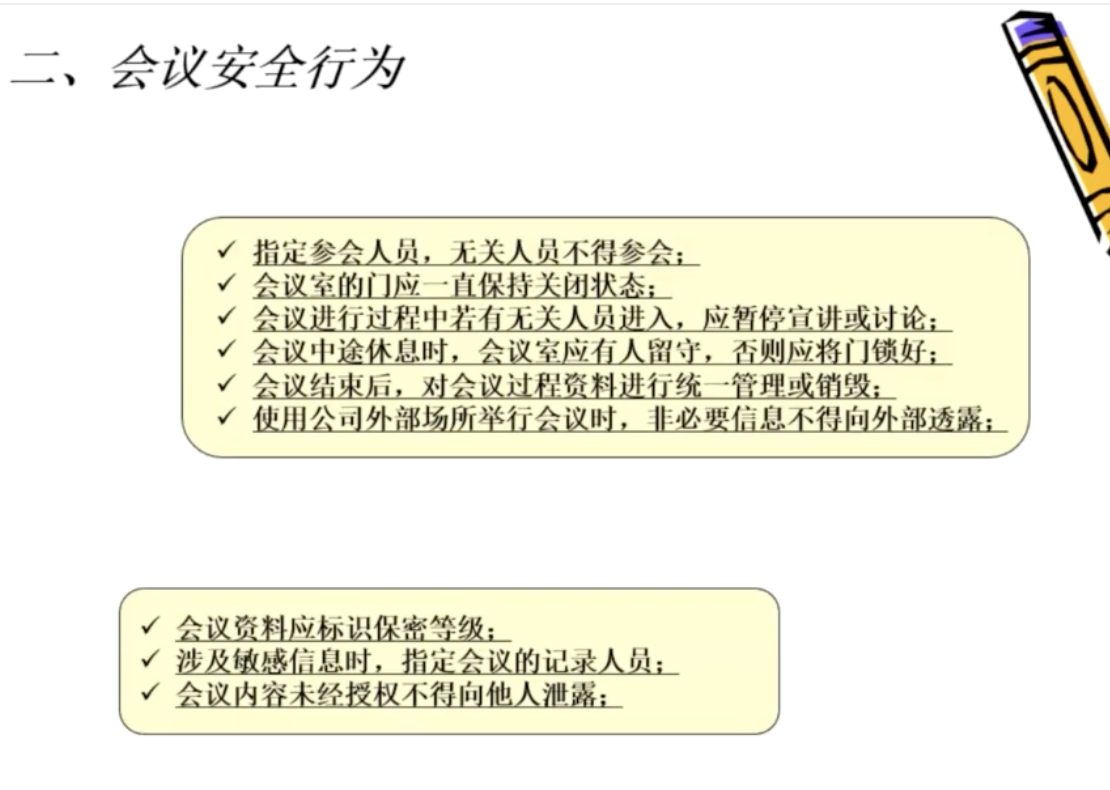 二、会议安全行为
✓ 指定参会人员，无关人员不得参会；
✓ 会议室的门应一直保持关闭状态；
✓ 会议进行过程中若有无关人员进入，应暂停宣讲或讨论；
✓ 会议中途休息时，会议室应有人留守，否则应将门锁好；
✓ 会议结束后，对会议过程资料进行统一管理或销毁；
✓ 使用公司外部场所举行会议时，非必要信息不得向外部透露；
✓ 会议资料应标识保密等级；
✓ 涉及敏感信息时，指定会议的记录人员；
✓ 会议内容未经授权不得向他人泄露；